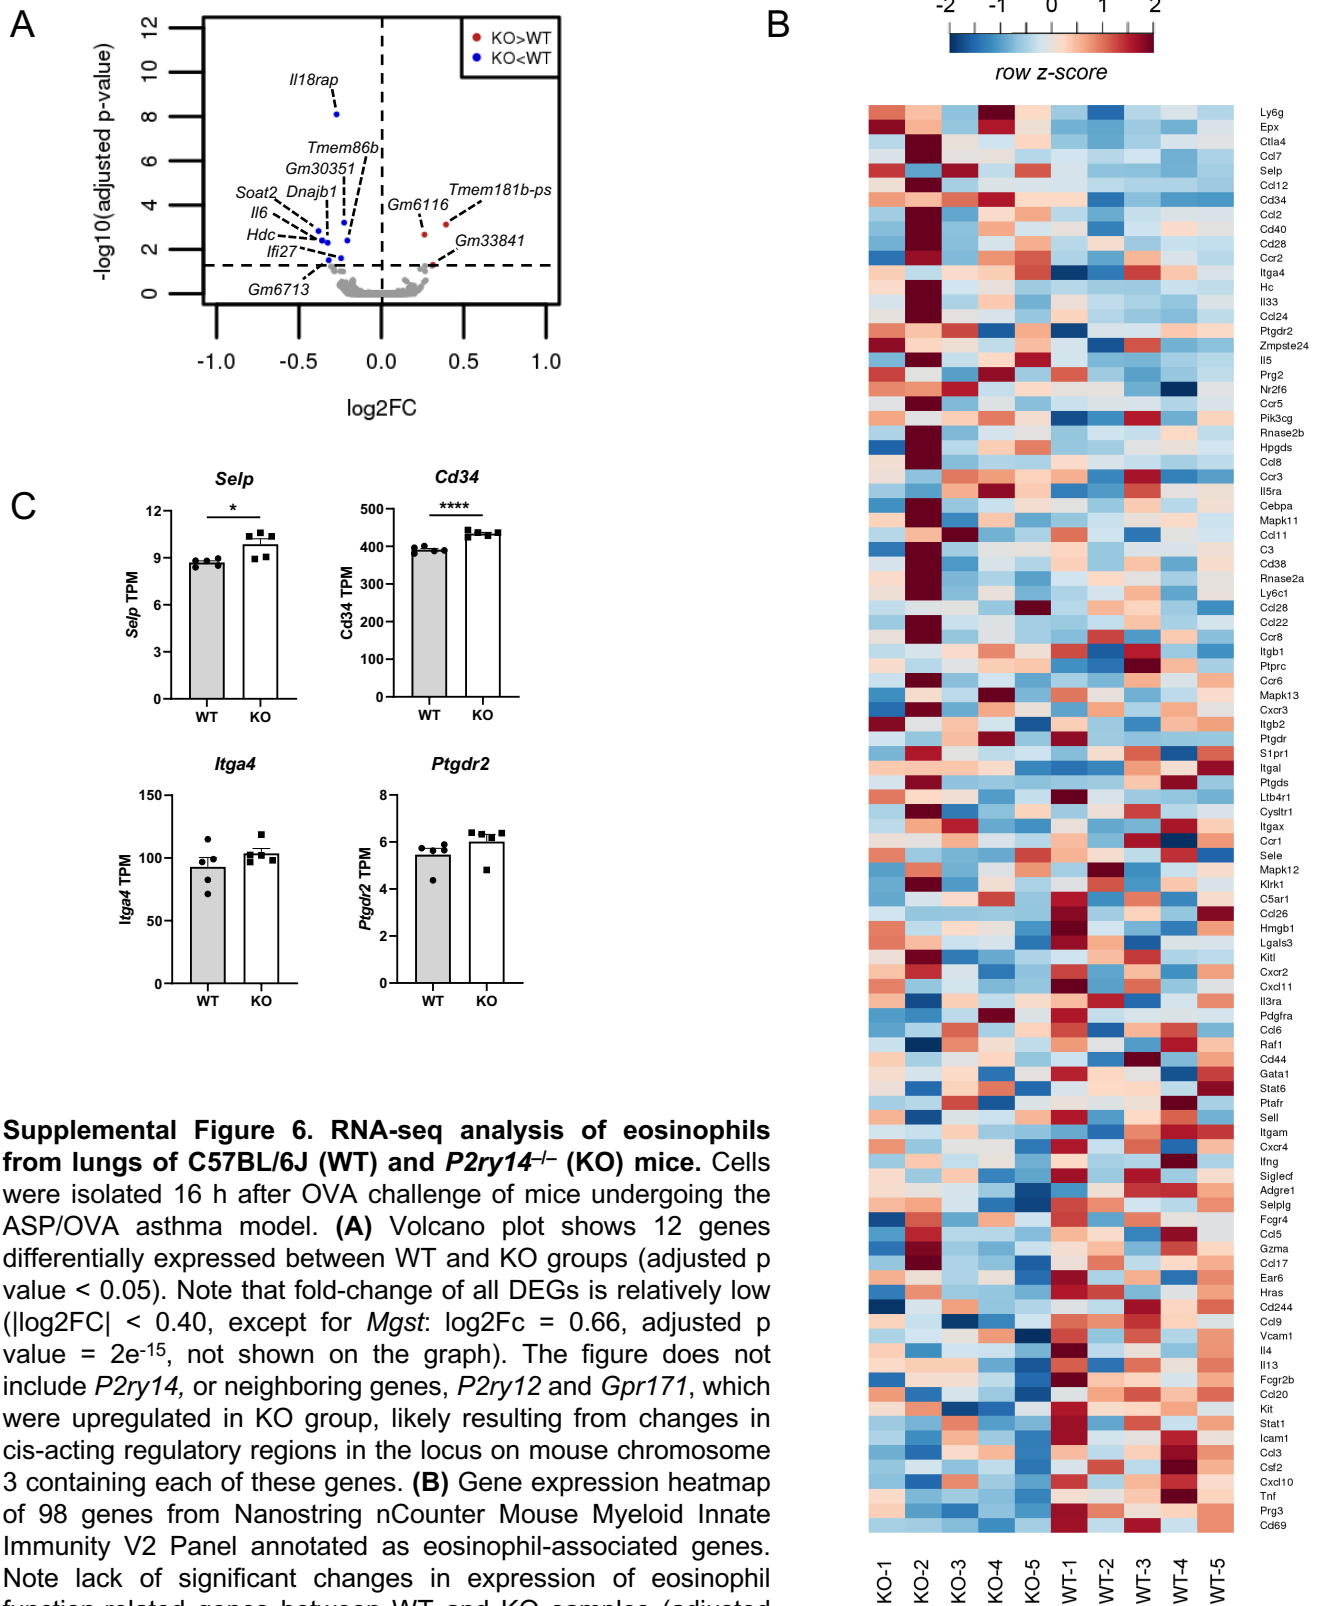 A
12
10
8
6
4
2
0
-log10(adjusted p-value)
KO>WT
KO<WT
Il18rap
Tmem86b
Gm30351
Soat2
Dnajb1
Il6
Hdc
Ifi27
Gm6713
Gm6116
Tmem181b-ps
Gm33841
-1.0 -0.5 0.0 0.5 1.0
log2FC
B
-2 -1 0 1 2
row z-score
Ly6g
Epx
Ctla4
Ccl7
Selp
Ccl12
Cd34
Ccl2
Cd40
Cd28
Ccr2
Itga4
Hc
Il33
Ccl24
Ptgdr2
Zmpste24
Il5
Prg2
Nr2f6
Ccr5
Pik3cg
Rnase2b
Hpgds
Ccl8
Ccr3
Il5ra
Cebpa
Mapk11
Ccl11
C3
Cd38
Rnase2a
Ly6c1
Ccl28
Ccl22
Ccr8
Itgb1
Ptprc
Ccr6
Mapk13
Cxcr3
Itgb2
Ptgdr
S1pr1
Itgal
Ptgds
Ltb4r1
Cysltr1
Itgax
Ccr1
Sele
Mapk12
Klrk1
C5ar1
Ccl26
Hmgb1
Lgals3
Kitl
Cxcr2
Cxcl11
Il3ra
Pdgfra
Ccl6
Raf1
Cd44
Gata1
Stat6
Ptafr
Sell
Itgam
Cxcr4
Ifng
Siglecf
Adgre1
Selplg
Fcgr4
Ccl5
Gzma
Ccl17
Ear6
Hras
Cd244
Ccl9
Vcam1
Il4
Il13
Fcgr2b
Ccl20
Kit
Stat1
Icam1
Ccl3
Csf2
Cxcl10
Tnf
Prg3
Cd69
KO-1 KO-2 KO-3 KO-4 KO-5 WT-1 WT-2 WT-3 WT-4 WT-5
C
Selp
*
12
9
6
3
0
Selp TPM
WT KO
Cd34
****
500
400
300
200
100
0
Cd34 TPM
WT KO
Itga4
150
100
50
0
Itga4 TPM
WT KO
Ptgdr2
8
6
4
2
0
Ptgdr2 TPM
WT KO
Supplemental Figure 6. RNA-seq analysis of eosinophils
from lungs of C57BL/6J (WT) and P2ry14–/– (KO) mice. Cells
were isolated 16 h after OVA challenge of mice undergoing the
ASP/OVA asthma model. (A) Volcano plot shows 12 genes
differentially expressed between WT and KO groups (adjusted p
value < 0.05). Note that fold-change of all DEGs is relatively low
(|log2FC| < 0.40, except for Mgst: log2Fc = 0.66, adjusted p
value = 2e-15, not shown on the graph). The figure does not
include P2ry14, or neighboring genes, P2ry12 and Gpr171, which
were upregulated in KO group, likely resulting from changes in
cis-acting regulatory regions in the locus on mouse chromosome
3 containing each of these genes. (B) Gene expression heatmap
of 98 genes from Nanostring nCounter Mouse Myeloid Innate
Immunity V2 Panel annotated as eosinophil-associated genes.
Note lack of significant changes in expression of eosinophil
function-related genes between WT and KO samples (adjusted